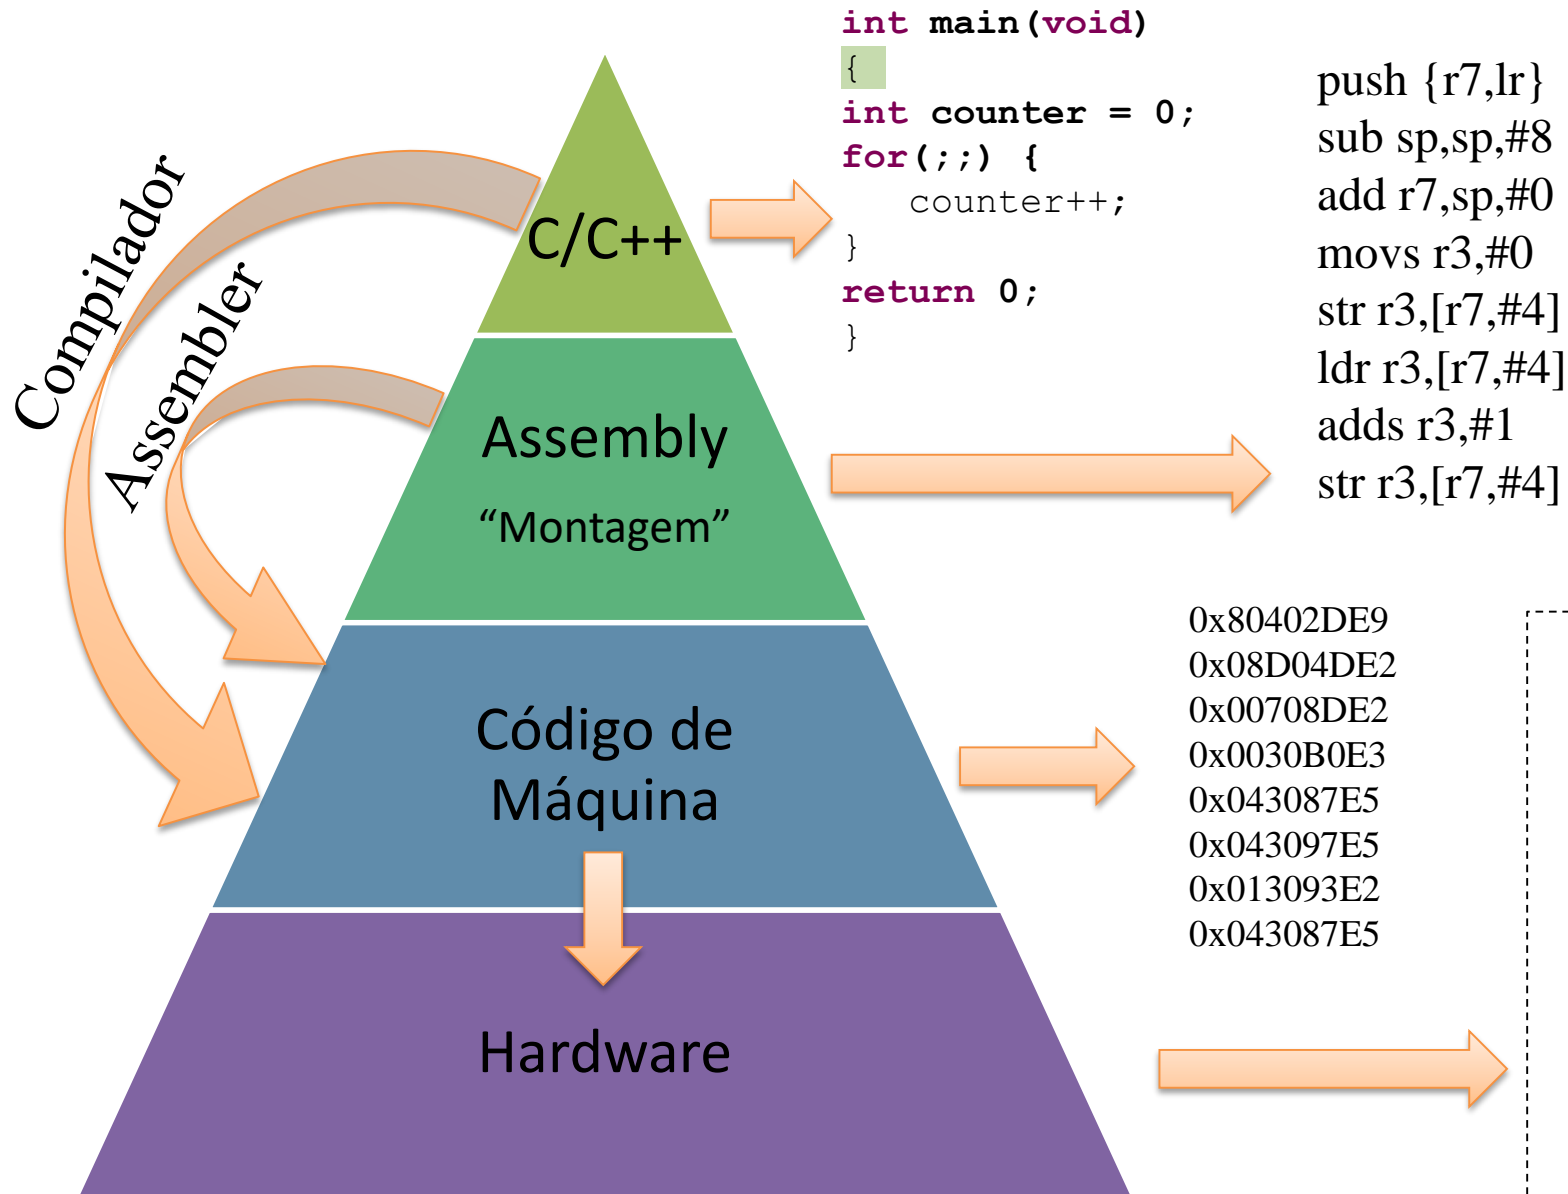 int main(void)
{
int counter = 0;
for(;;) {
counter++;
}
return 0;
}
push {r7,lr}
sub sp,sp,#8
add r7,sp,#0
movs r3,#0
str r3,[r7,#4]
ldr r3,[r7,#4]
adds r3,#1
str r3,[r7,#4]
Compilador
Assembler
C/C++
Assembly
“Montagem”
Código de
Máquina
Hardware
0x80402DE9
0x08D04DE2
0x00708DE2
0x0030B0E3
0x043087E5
0x043097E5
0x013093E2
0x043087E5